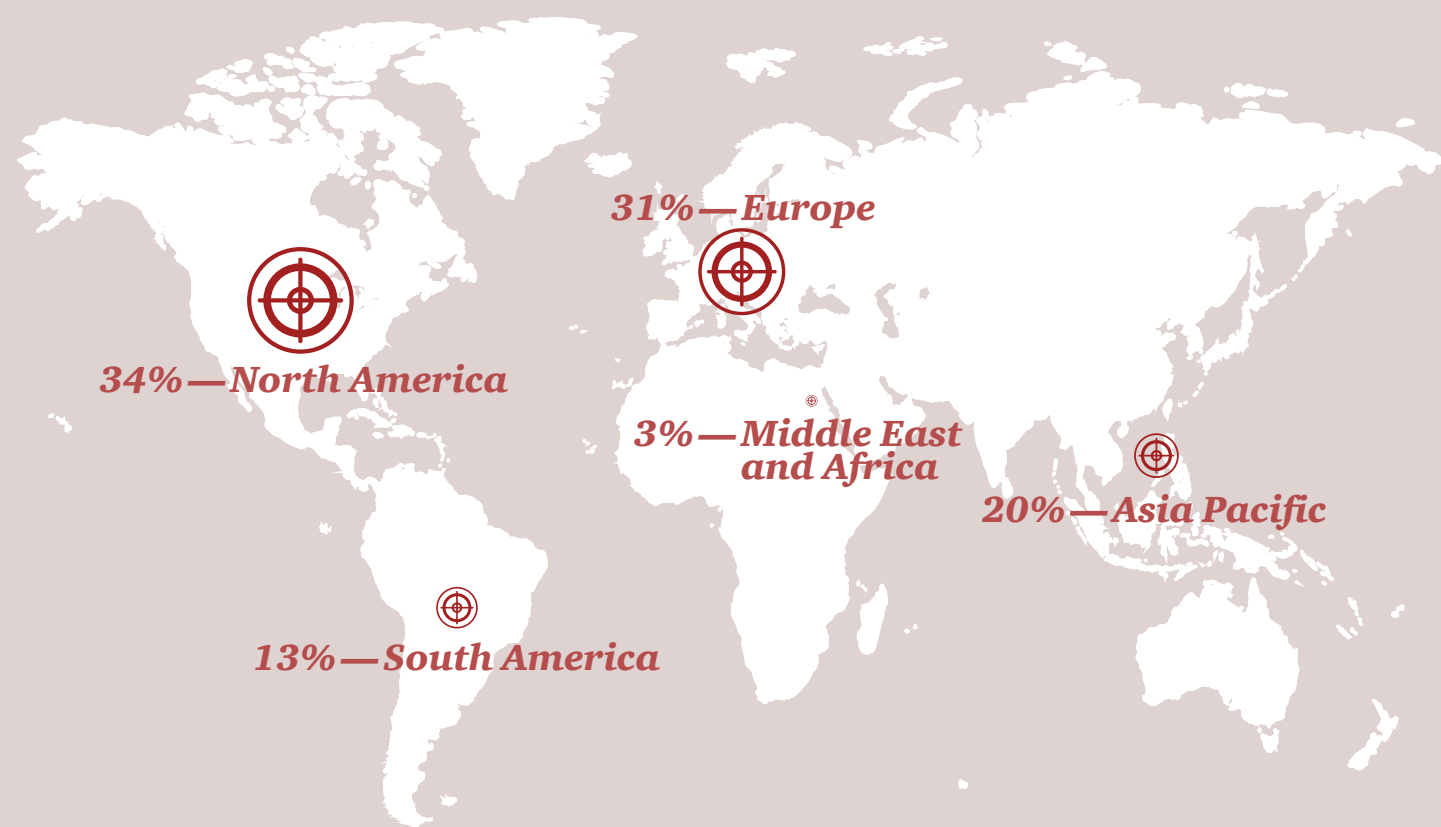 31%—Europe
34%—North America
3%—Middle East
and Africa
20%—Asia Pacific
13%—South America